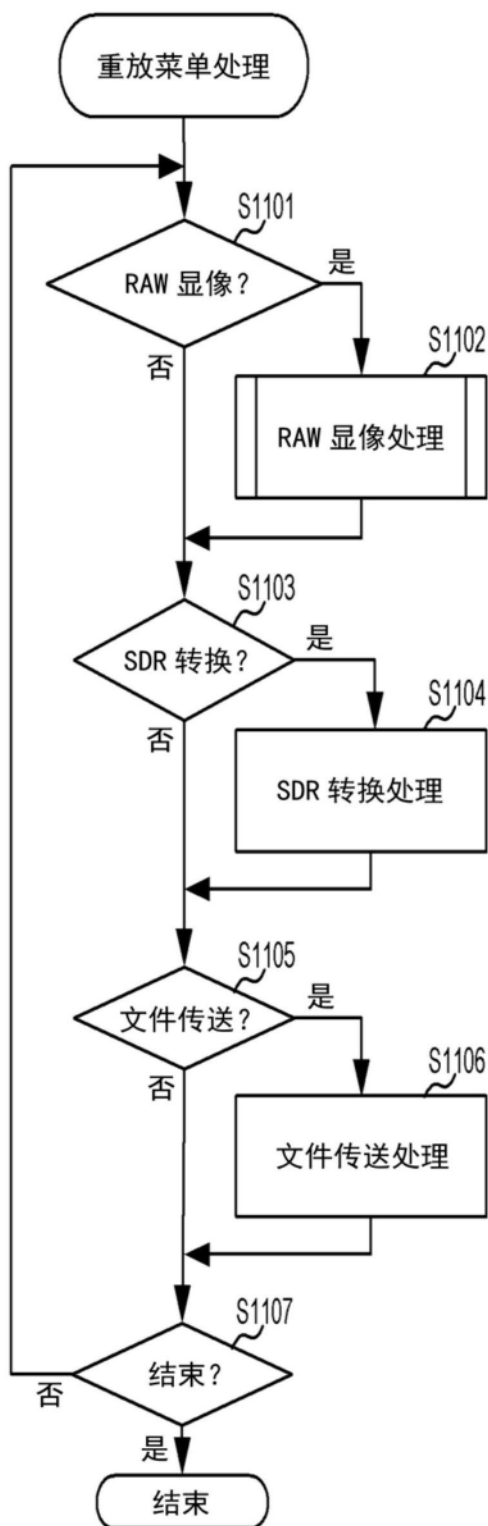 重放菜单处理
S1101
RAW 显像?
是
否
S1102
RAW 显像处理
S1103
SDR 转换?
是
否
S1104
SDR 转换处理
S1105
文件传送?
是
否
S1106
文件传送处理
S1107
结束?
否
是
结束